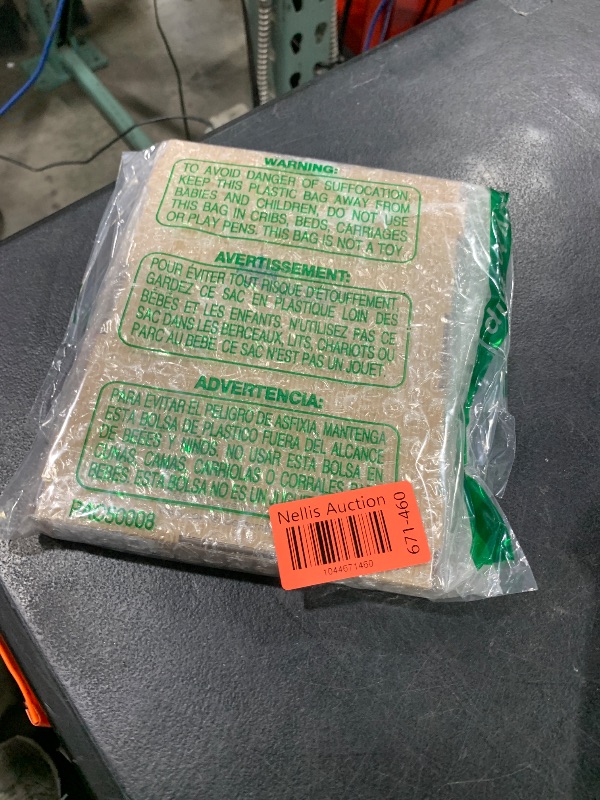 WARNING:
TO AVOID DANGER OF SUFFOCATION,
KEEP THIS PLASTIC BAG AWAY FROM
BABIES AND CHILDREN, DO NOT USE
THIS BAG IN CRIBS, BEDS, CARRIAGES
OR PLAY PENS. THIS BAG IS NOT A TOY
AVERTISSEMENT:
POUR ÉVITER TOUT RISQUE D'ETOUFFEMENT
GARDEZ CE SAC EN PLASTIQUE LOIN DES
BÉBÉS ET LES ENFANTS. N'UTILISEZ PAS CE
SAC DANS LES BERCEAUX, LITS, CHARIOTS OU
PARC AU BÉBÉ. CE SAC N'EST PAS UN JOUET.
ADVERTENCIA:
PARA EVITAR EL PELIGRO DE ASFIXIA, MANTENGA
ESTA BOLSA DE PLASTICO FUERA DEL ALCANCE
DE BEBES Y NINOS. NO USAR ESTA BOLSA EN
CUNAS, CAMAS, CARRIOLAS O CORRALES
BEBES. ESTA BOLSA NO ES UN
Nellis Auction
671-460
1044671460